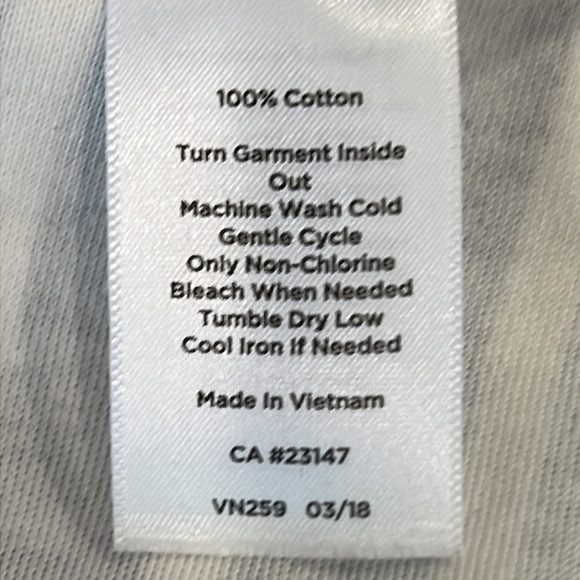 100% Cotton
Turn Garment Inside
Out
Machine Wash Cold
Gentle Cycle
Only Non-Chlorine
Bleach When Needed
Tumble Dry Low
Cool Iron If Needed
Made In Vietnam
CA #23147
VN259 03/18